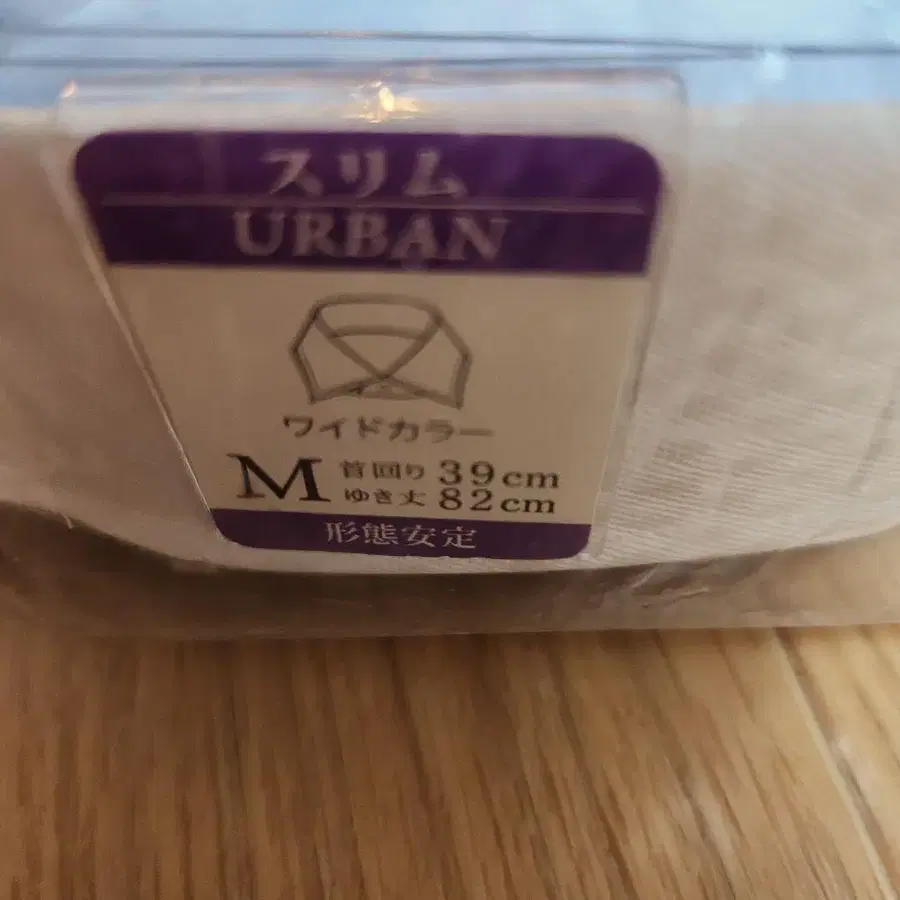 スリム
URBAN
ワイドカラー
M 首回り 39cm
ゆき丈 82cm
形態安定